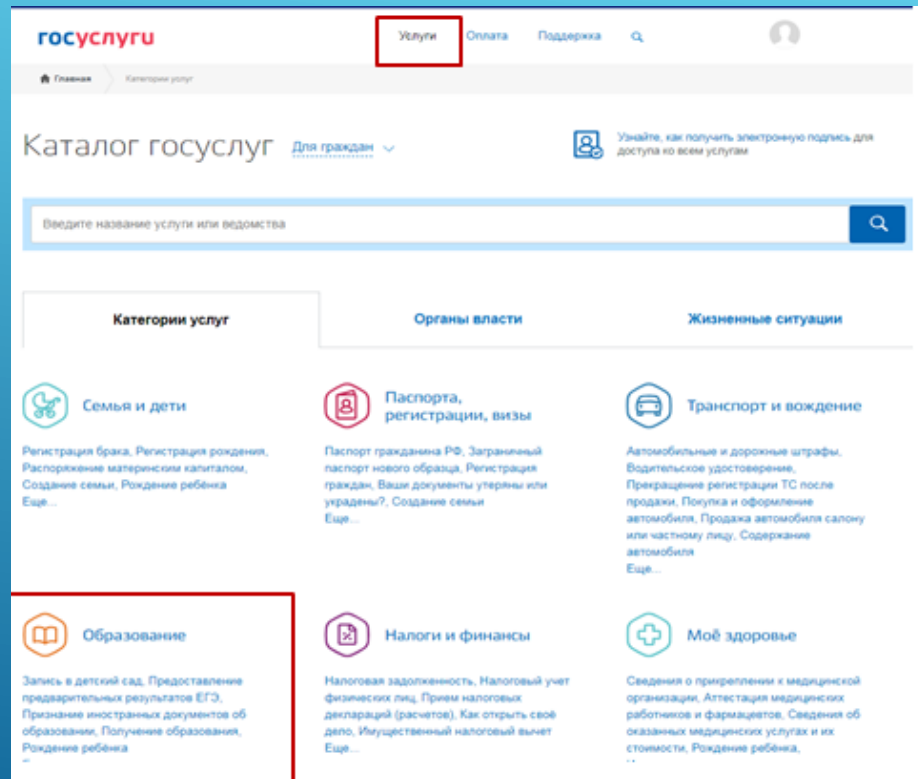 госуслуги
Услуги Оплата Поддержка
Главная Категории услуг
Каталог госуслуг Для граждан
Узнайте, как получить электронную подпись для
доступа ко всем услугам
Введите название услуги или ведомства
Категории услуг Органы власти Жизненные ситуации
Семья и дети
Регистрация брака, Регистрация рождения,
Распоряжение материнским капиталом,
Создание семьи, Рождение ребёнка
Еще...
Паспорта,
регистрации, визы
Паспорт гражданина РФ, Заграничный
паспорт нового образца, Регистрация
граждан, Ваши документы утеряны или
украдены?, Создание семьи
Еще...
Транспорт и вождение
Автомобильные и дорожные штрафы,
Водительское удостоверение,
Прекращение регистрации ТС после
продажи, Покупка и оформление
автомобиля, Продажа автомобиля салону
или частному лицу, Содержание
автомобиля
Еще...
Образование
Запись в детский сад, Предоставление
предварительных результатов ЕГЭ,
Признание иностранных документов об
образовании, Получение образования,
Рождение ребёнка
Налоги и финансы
Налоговая задолженность, Налоговый учет
физических лиц, Прием налоговых
деклараций (расчетов), Как открыть своё
дело, Имущественный налоговый вычет
Еще...
Моё здоровье
Сведения о прикреплении к медицинской
организации, Аттестация медицинских
работников и фармацевтов, Сведения об
оказанных медицинских услугах и их
стоимости, Рождение ребёнка,